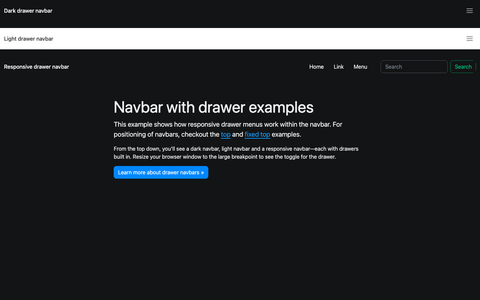 Dark drawer navbar
Light drawer navbar
Responsive drawer navbar Home Link Menu Search Search
Navbar with drawer examples
This example shows how responsive drawer menus work within the navbar. For
positioning of navbars, checkout the top and fixed top examples.
From the top down, you'll see a dark navbar, light navbar and a responsive navbar—each with drawers
built in. Resize your browser window to the large breakpoint to see the toggle for the drawer.
Learn more about drawer navbars »